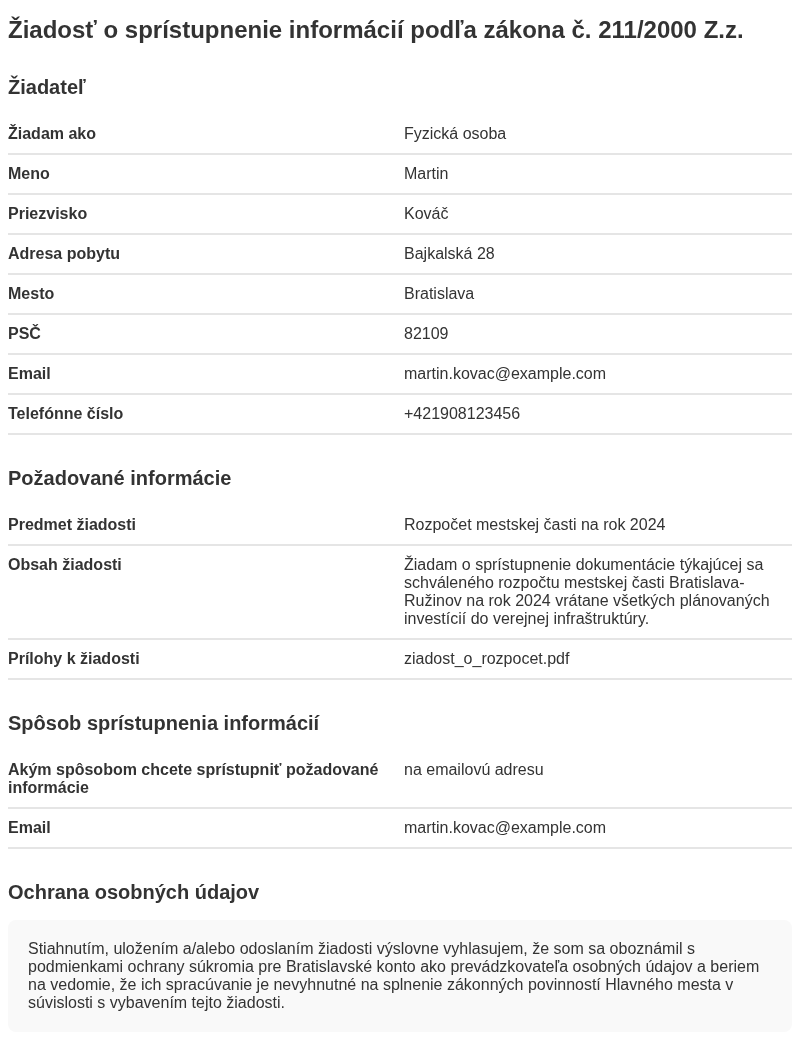 Žiadosť o sprístupnenie informácií podľa zákona č. 211/2000 Z.z.
Žiadateľ
Žiadam ako Fyzická osoba
Meno Martin
Priezvisko Kováč
Adresa pobytu Bajkalská 28
Mesto Bratislava
PSČ 82109
Email martin.kovac@example.com
Telefónne číslo +421908123456
Požadované informácie
Predmet žiadosti Rozpočet mestskej časti na rok 2024
Obsah žiadosti Žiadam o sprístupnenie dokumentácie týkajúcej sa
schváleného rozpočtu mestskej časti Bratislava-
Ružinov na rok 2024 vrátane všetkých plánovaných
investícií do verejnej infraštruktúry.
Prílohy k žiadosti ziadost_o_rozpocet.pdf
Spôsob sprístupnenia informácií
Akým spôsobom chcete sprístupniť požadované na emailovú adresu
informácie
Email martin.kovac@example.com
Ochrana osobných údajov
Stiahnutím, uložením a/alebo odoslaním žiadosti výslovne vyhlasujem, že som sa oboznámil s
podmienkami ochrany súkromia pre Bratislavské konto ako prevádzkovateľa osobných údajov a beriem
na vedomie, že ich spracúvanie je nevyhnutné na splnenie zákonných povinností Hlavného mesta v
súvislosti s vybavením tejto žiadosti.